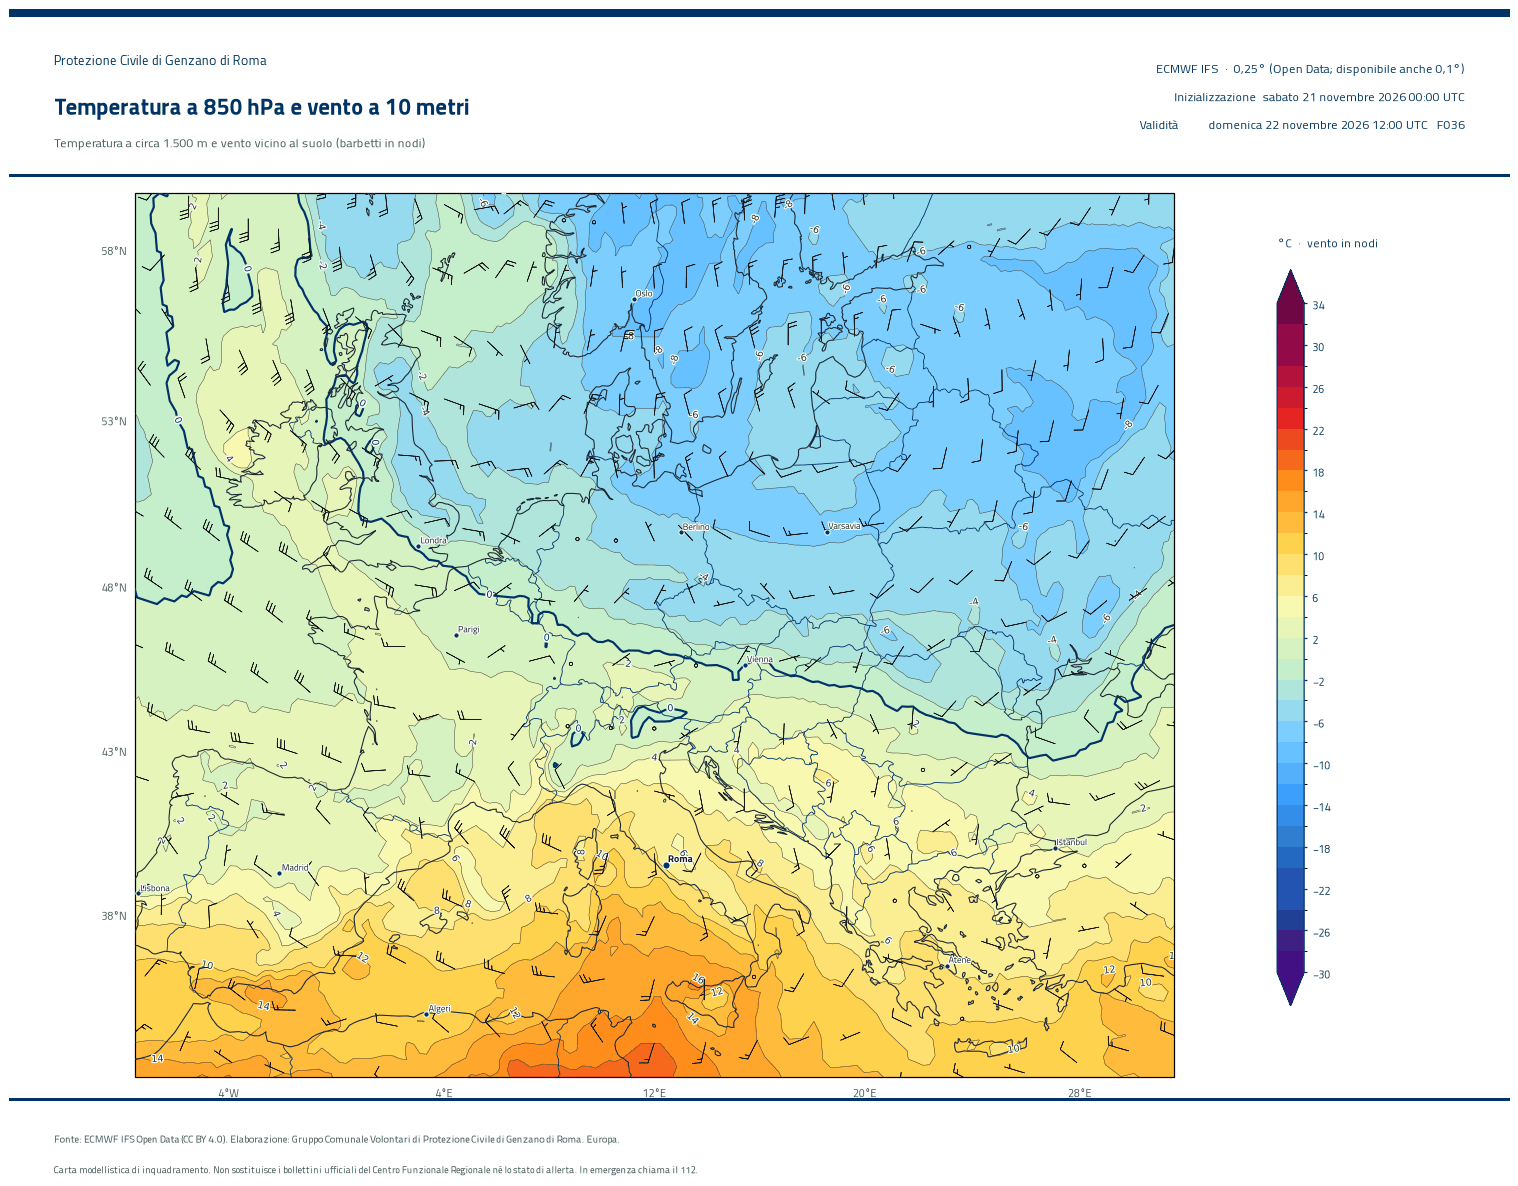 Protezione Civile di Genzano di Roma
Temperatura a 850 hPa e vento a 10 metri
Temperatura a circa 1.500 m e vento vicino al suolo (barbetti in nodi)
ECMWF IFS · 0,25° (Open Data; disponibile anche 0,1°)
Inizializzazione sabato 21 novembre 2026 00:00 UTC
Validità domenica 22 novembre 2026 12:00 UTC F036
°C · vento in nodi
34
30
26
22
18
14
10
6
2
−2
−6
−10
−14
−18
−22
−26
−30
58°N
53°N
48°N
43°N
38°N
4°W
4°E
12°E
20°E
28°E
Oslo
Londra
Berlino
Varsavia
Parigi
Vienna
Madrid
Lisbona
Roma
Istanbul
Atene
Algeri
Fonte: ECMWF IFS Open Data (CC BY 4.0). Elaborazione: Gruppo Comunale Volontari di Protezione Civile di Genzano di Roma. Europa.
Carta modellistica di inquadramento. Non sostituisce i bollettini ufficiali del Centro Funzionale Regionale né lo stato di allerta. In emergenza chiama il 112.